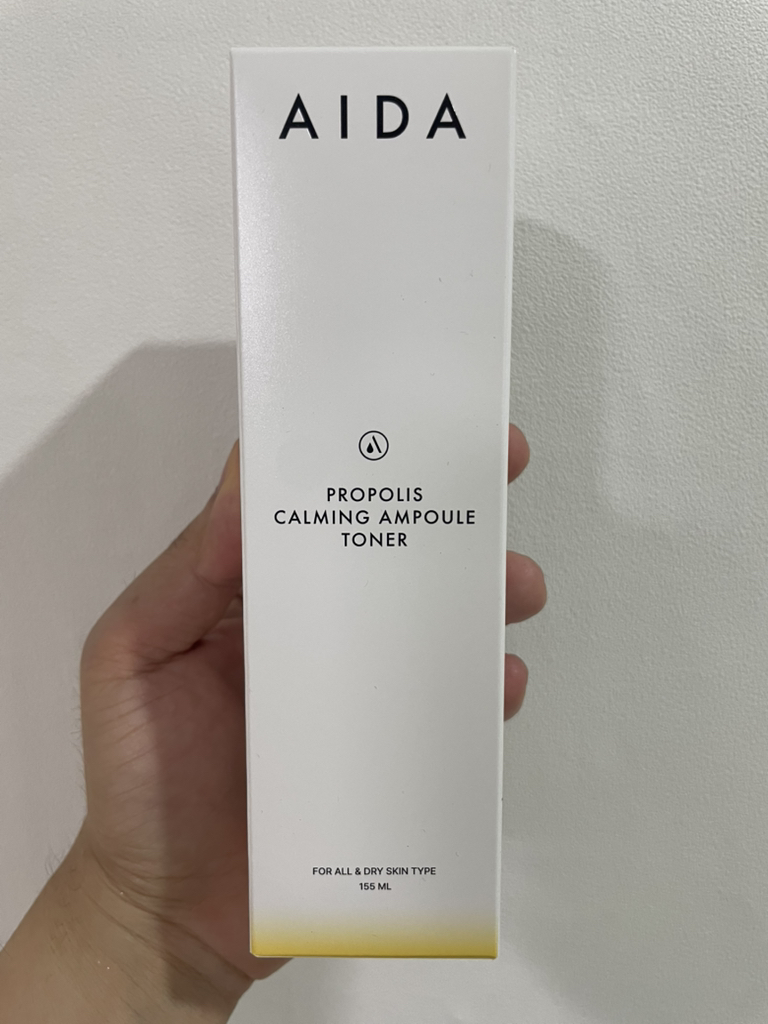 AIDA
PROPOLIS
CALMING AMPOULE
TONER
FOR ALL & DRY SKIN TYPE
155 ML